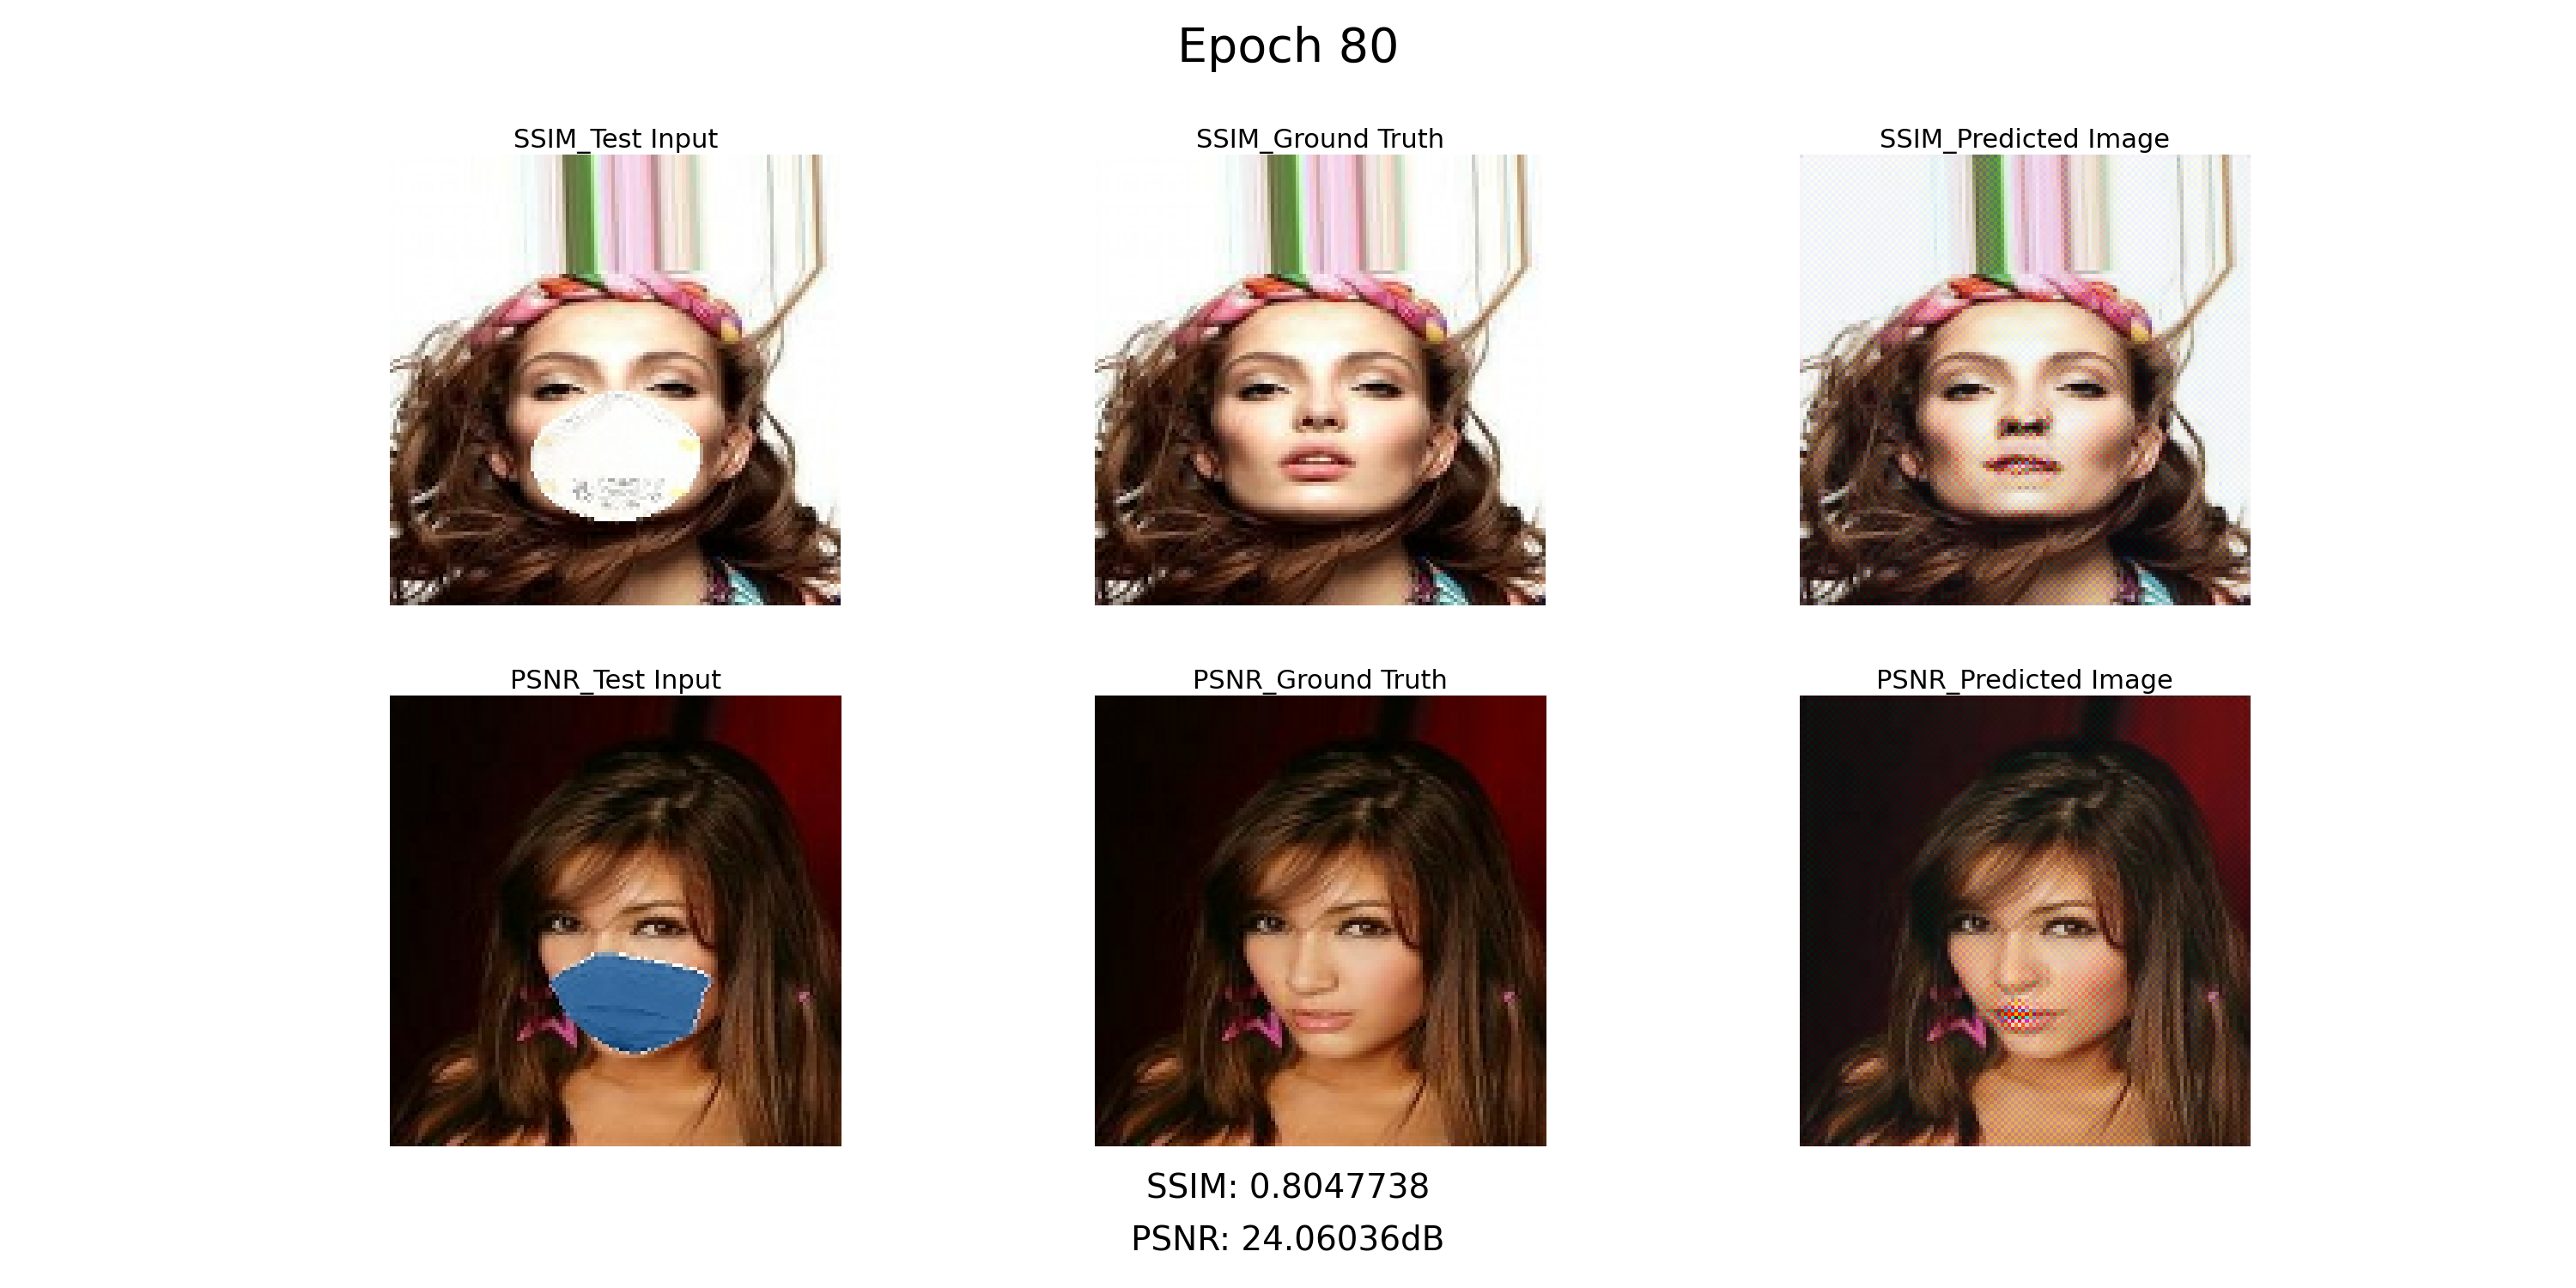 Epoch 80
SSIM_Test Input
SSIM_Ground Truth
SSIM_Predicted Image
PSNR_Test Input
PSNR_Ground Truth
PSNR_Predicted Image
SSIM: 0.8047738
PSNR: 24.06036dB